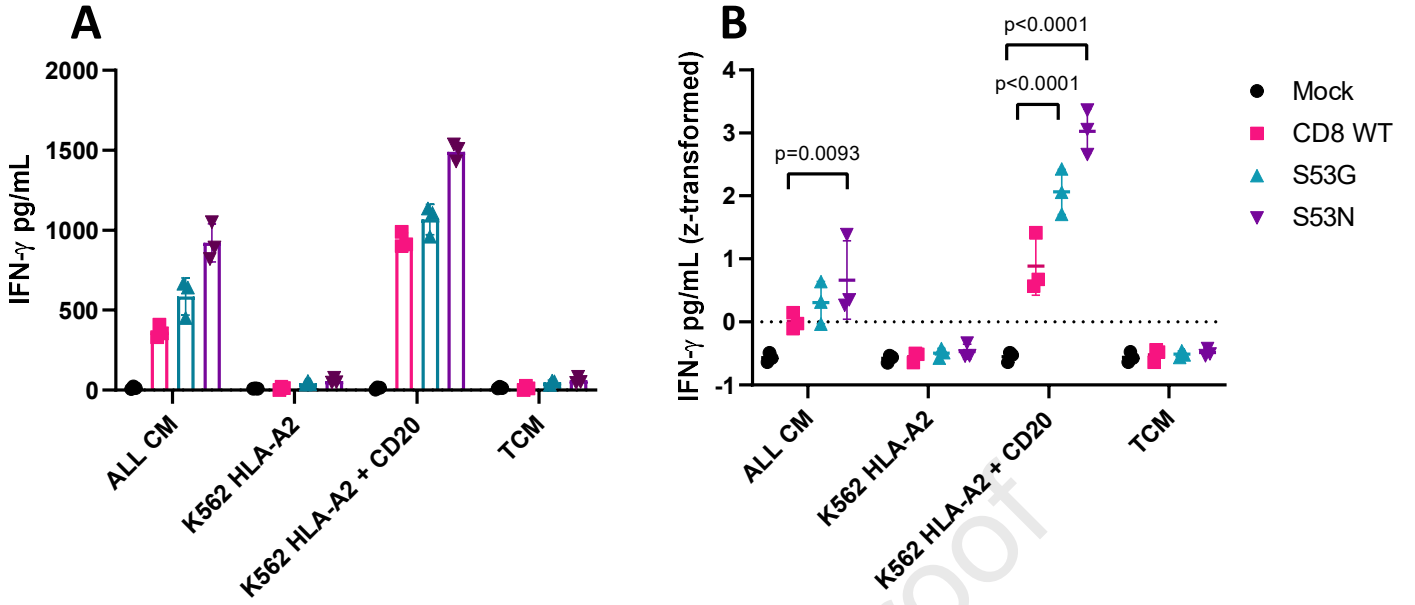 A
IFN-γ pg/mL
2000
1500
1000
500
0
ALL CM
K562 HLA-A2
K562 HLA-A2 + CD20
TCM
B
IFN-γ pg/mL (z-transformed)
4
3
2
1
0
-1
p=0.0093
p<0.0001
p<0.0001
ALL CM
K562 HLA-A2
K562 HLA-A2 + CD20
TCM
Mock
CD8 WT
S53G
S53N